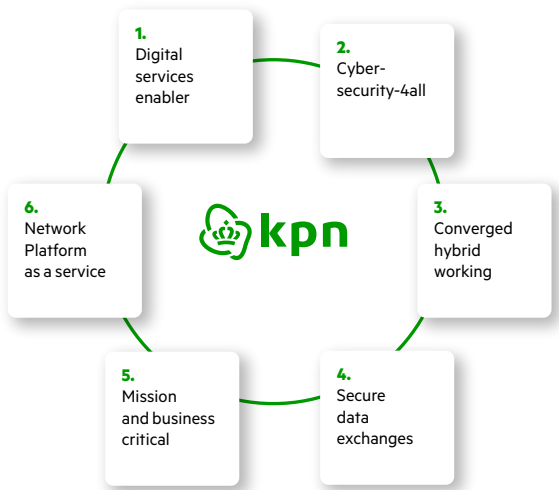 1.
Digital
services
enabler
2.
Cyber-
security-4all
3.
Converged
hybrid
working
4.
Secure
data
exchanges
5.
Mission
and business
critical
6.
Network
Platform
as a service
kpn